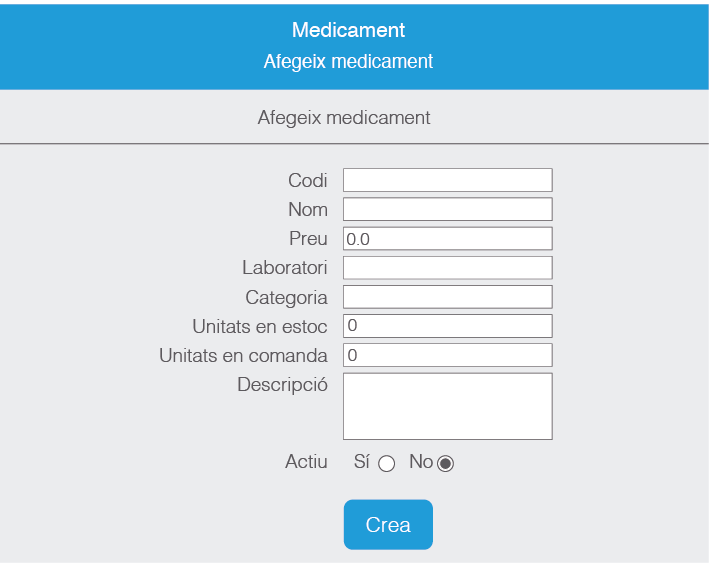 Medicament
Afegeix medicament
Afegeix medicament
Codi
Nom
Preu 0.0
Laboratori
Categoria
Unitats en estoc 0
Unitats en comanda 0
Descripció
Actiu Sí No
Crea